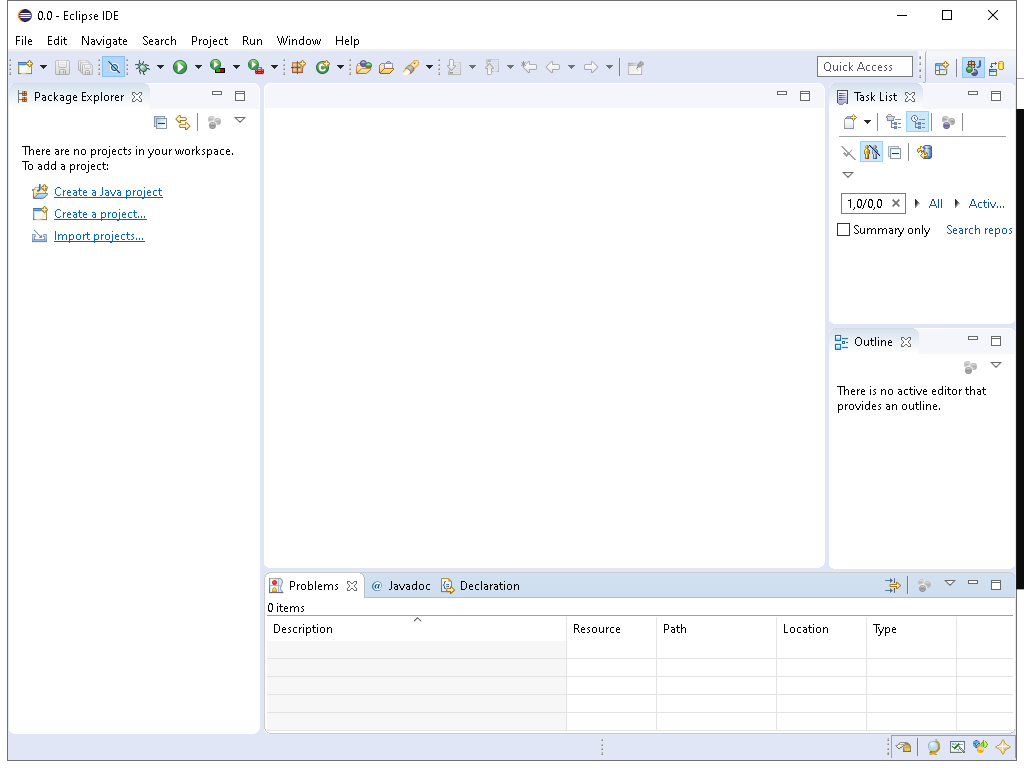 0.0 - Eclipse IDE
File Edit Navigate Search Project Run Window Help
Quick Access
Package Explorer
There are no projects in your workspace.
To add a project:
Create a Java project
Create a project...
Import projects...
Task List
1,0/0,0 All Activ...
Summary only Search repos
Outline
There is no active editor that
provides an outline.
Problems @ Javadoc Declaration
0 items
Description Resource Path Location Type